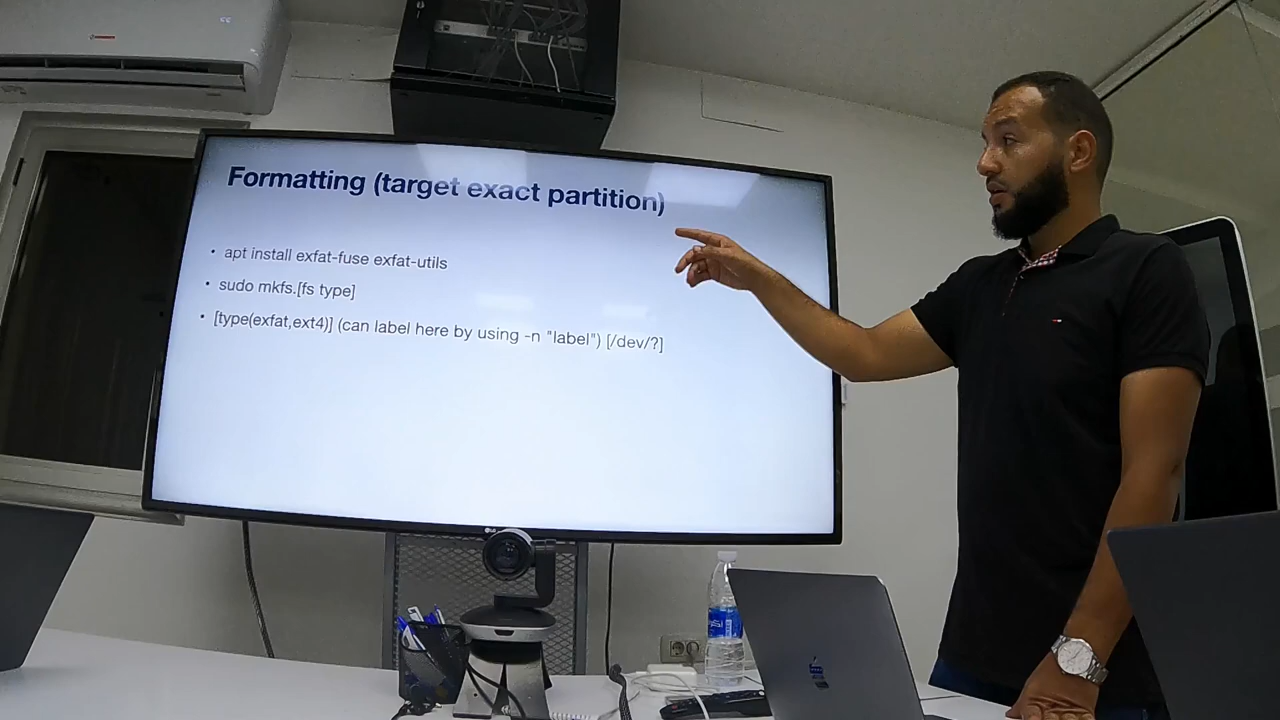 Formatting (target exact partition)
• apt install exfat-fuse exfat-utils
• sudo mkfs.[fs type]
• [type(exfat,ext4)] (can label here by using -n "label") [/dev/?]
LG